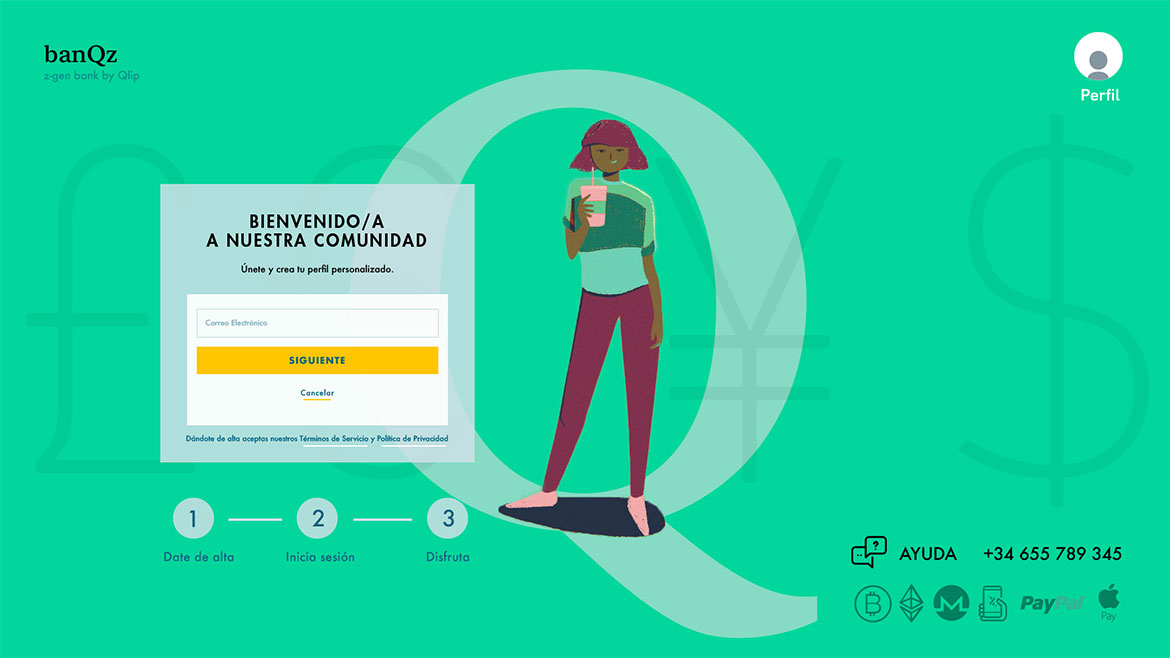 banQz
z-gen bank by Qlip
Perfil
£ Q ¥ $
BIENVENIDO/A
A NUESTRA COMUNIDAD
Únete y crea tu perfil personalizado.
Correo Electrónico
SIGUIENTE
Cancelar
Dándote de alta aceptas nuestros Términos de Servicio y Política de Privacidad
1 2 3
Date de alta Inicia sesión Disfruta
? AYUDA +34 655 789 345
PayPal
Pay